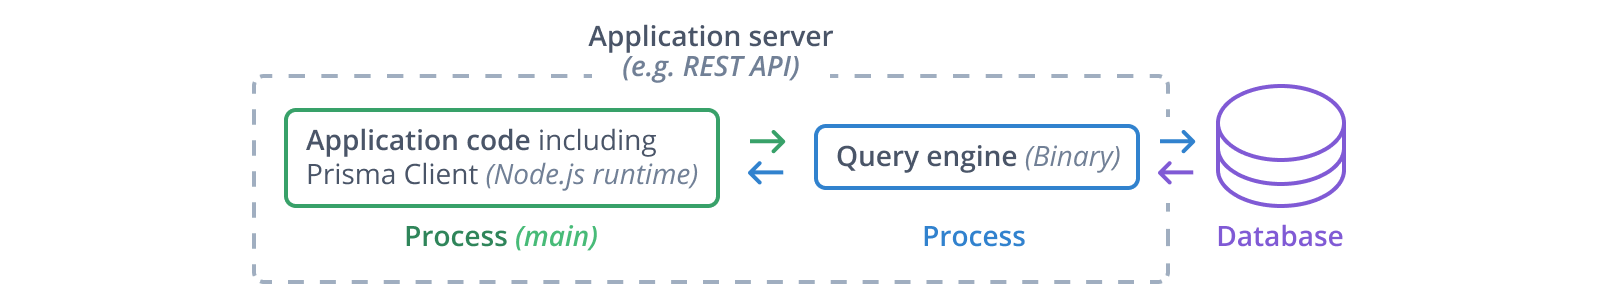 Application server
(e.g. REST API)
Application code including
Prisma Client (Node.js runtime)
Query engine (Binary)
Process (main)
Process
Database